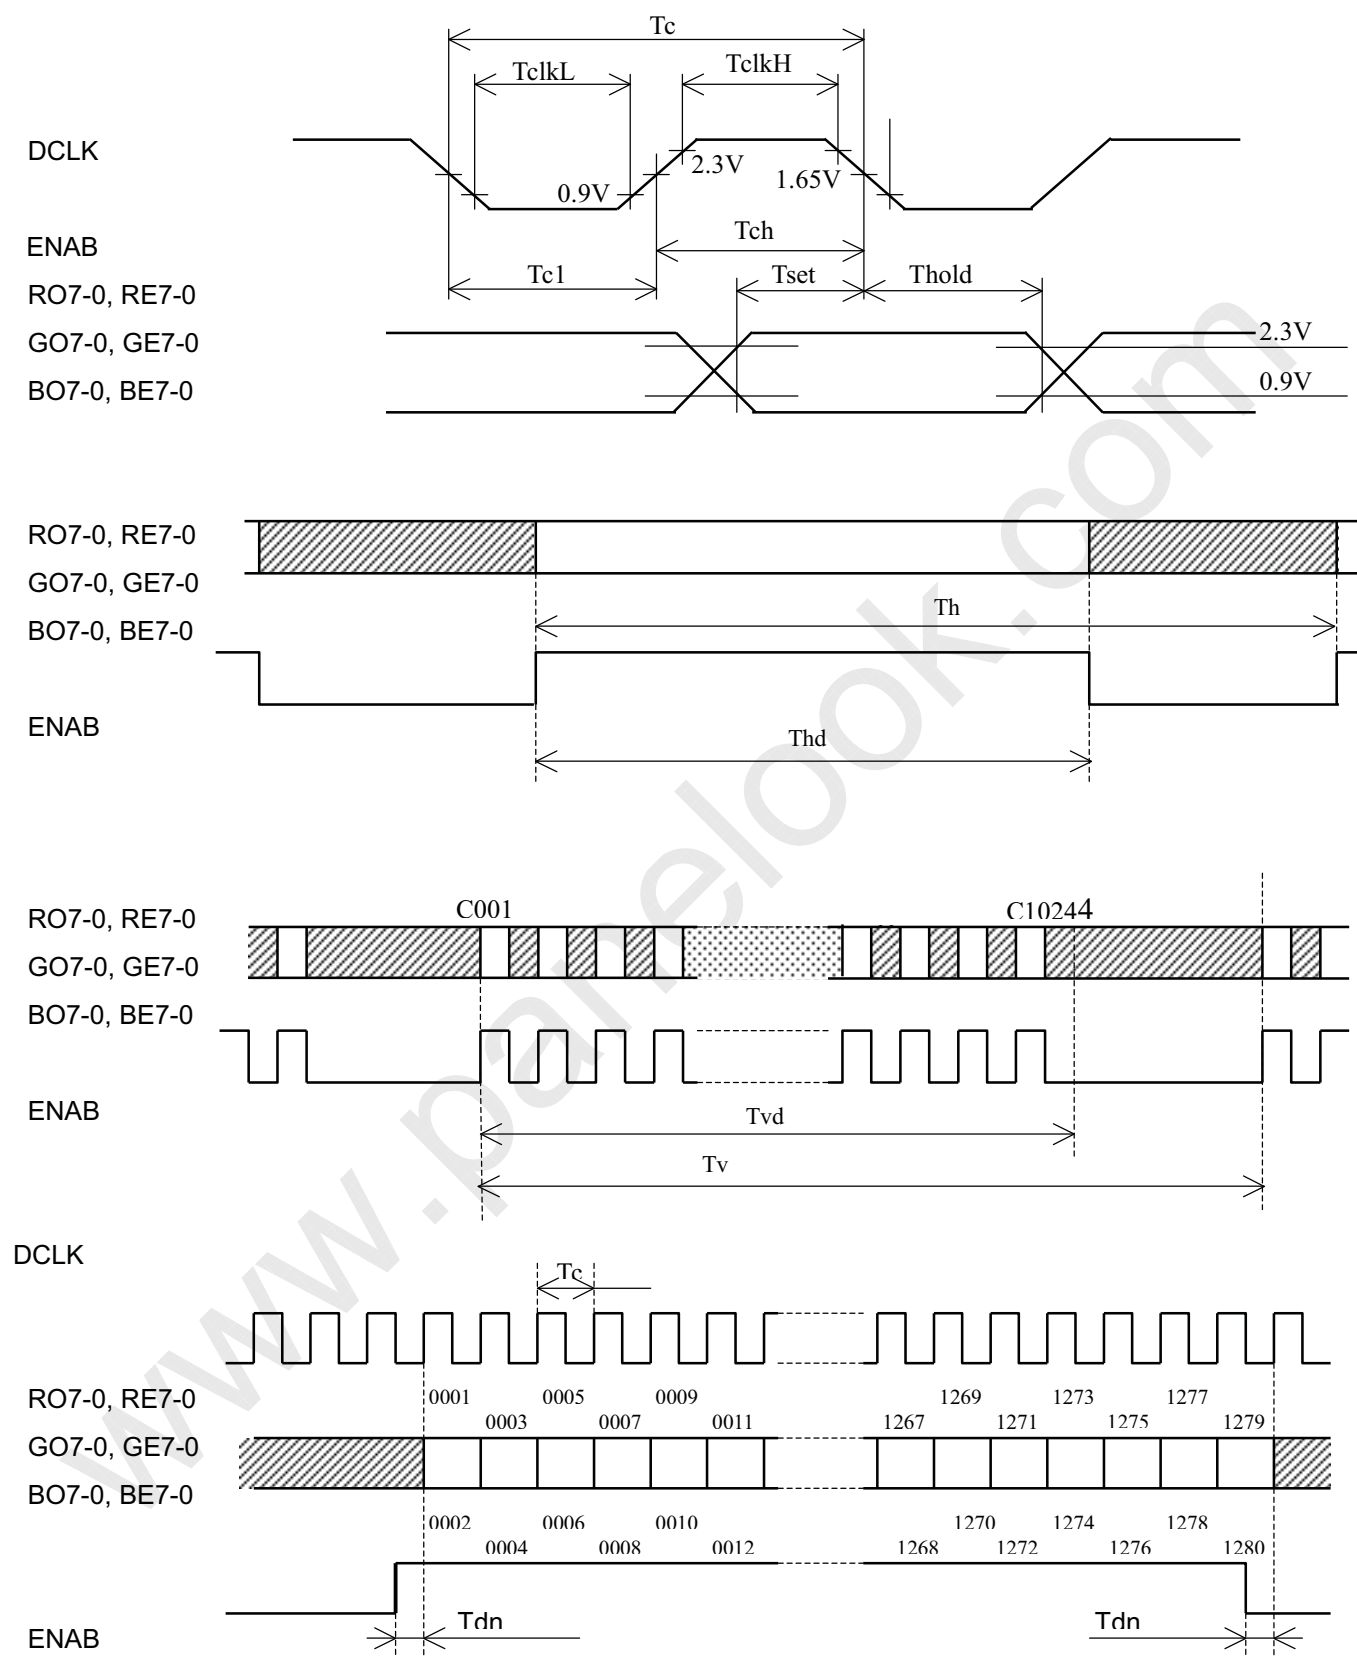 Tc
TclkL
TclkH
DCLK
2.3V
1.65V
0.9V
ENAB
Tch
Tc1
Tset
Thold
RO7-0, RE7-0
GO7-0, GE7-0
2.3V
BO7-0, BE7-0
0.9V
RO7-0, RE7-0
GO7-0, GE7-0
Th
BO7-0, BE7-0
ENAB
Thd
C001
C10244
RO7-0, RE7-0
GO7-0, GE7-0
BO7-0, BE7-0
ENAB
Tvd
Tv
DCLK
Tc
RO7-0, RE7-0
0001 0005 0009 1269 1273 1277
0003 0007 0011 1267 1271 1275 1279
GO7-0, GE7-0
BO7-0, BE7-0
0002 0006 0010 1270 1274 1278
0004 0008 0012 1268 1272 1276 1280
Tdn Tdn
ENAB
www.panelook.com